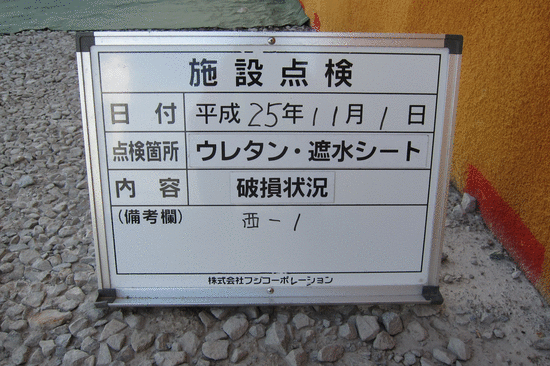 施設点検
日付 平成25年11月1日
点検箇所 ウレタン・遮水シート
内容 破損状況
(備考欄) 西-1
株式会社フジコーポレーション